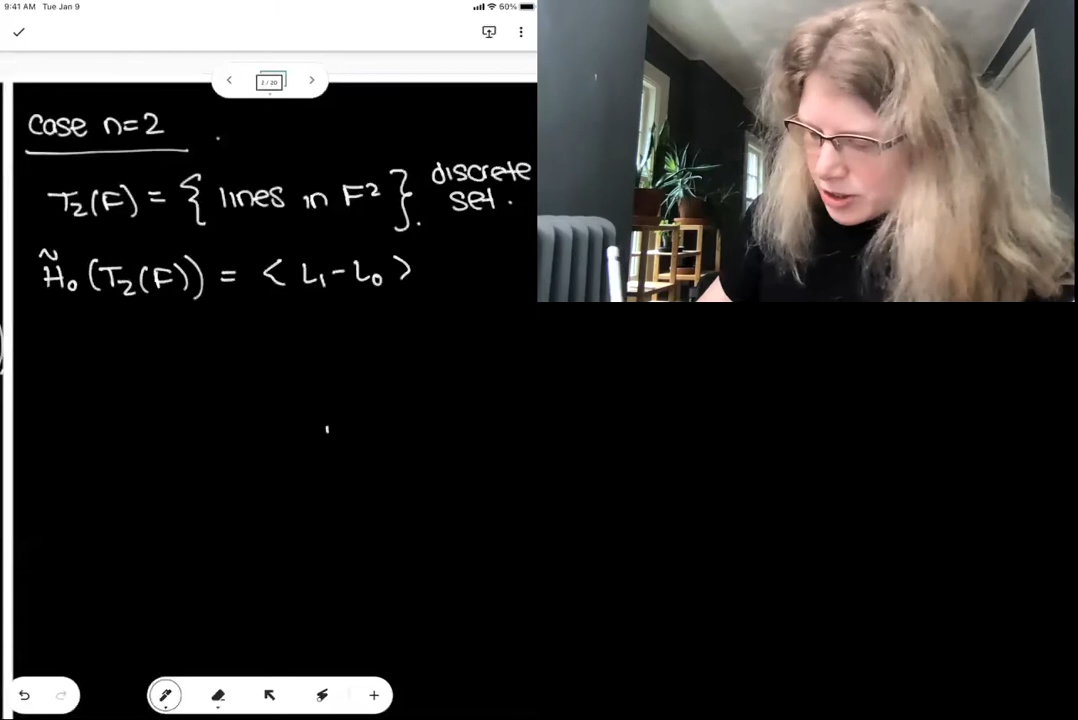 9:41 AM Tue Jan 9
60%
2 / 20
Case n=2
T₂(F) = { lines in F² }. discrete set.
H̃₀(T₂(F)) = < L₁ - L₀ >